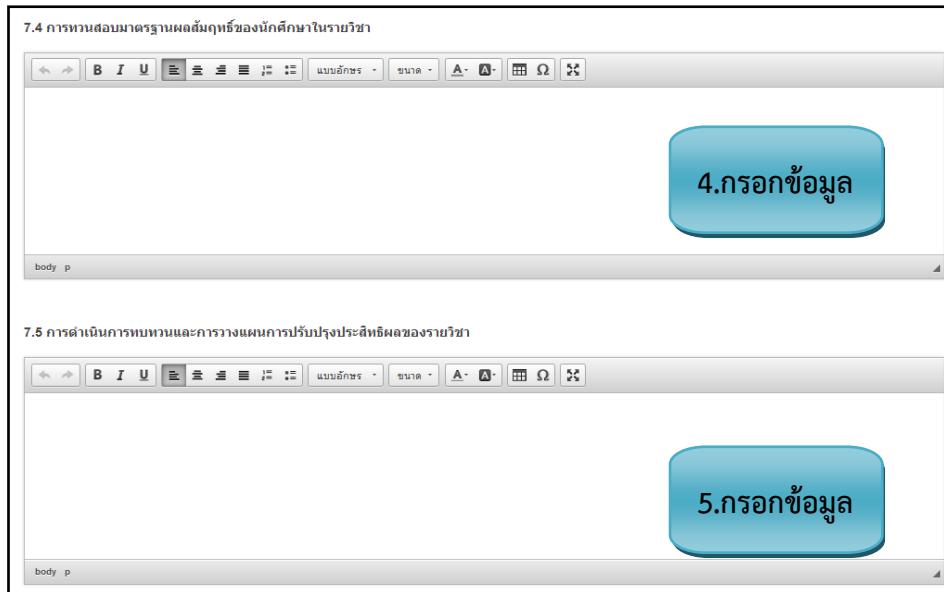 7.4 การทวนสอบมาตรฐานผลสัมฤทธิ์ของนักศึกษาในรายวิชา
B I U แบบอักษร ขนาด A A Ω
4.กรอกข้อมูล
body p
7.5 การดำเนินการทบทวนและการวางแผนการปรับปรุงประสิทธิผลของรายวิชา
B I U แบบอักษร ขนาด A A Ω
5.กรอกข้อมูล
body p